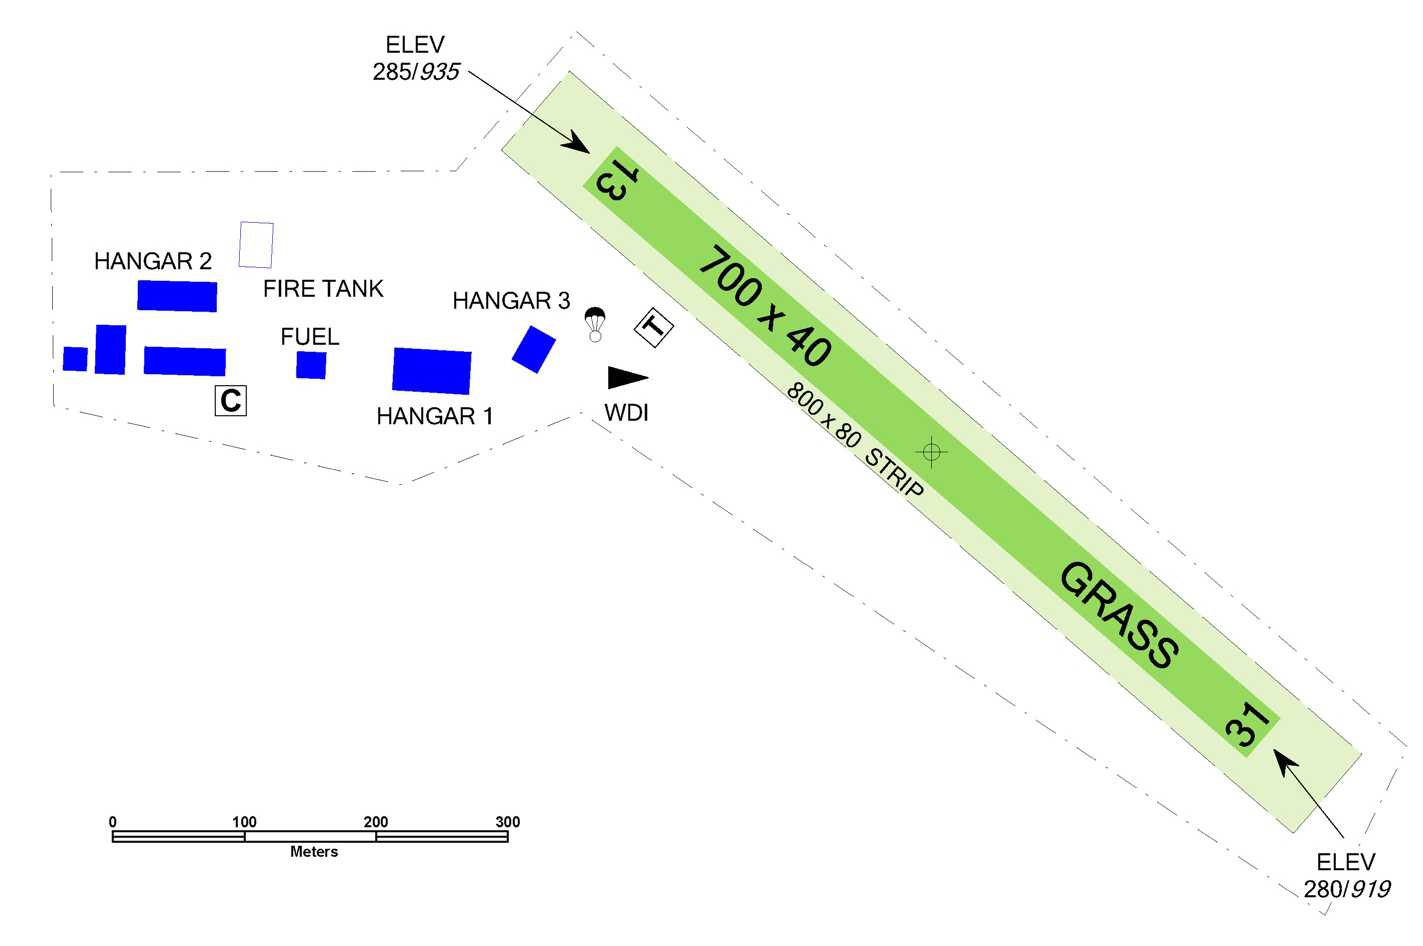 ELEV
285/935
13
HANGAR 2
FIRE TANK
HANGAR 3
FUEL
T
700 x 40
C
HANGAR 1
WDI
800 x 80 STRIP
GRASS
31
0 100 200 300
Meters
ELEV
280/919